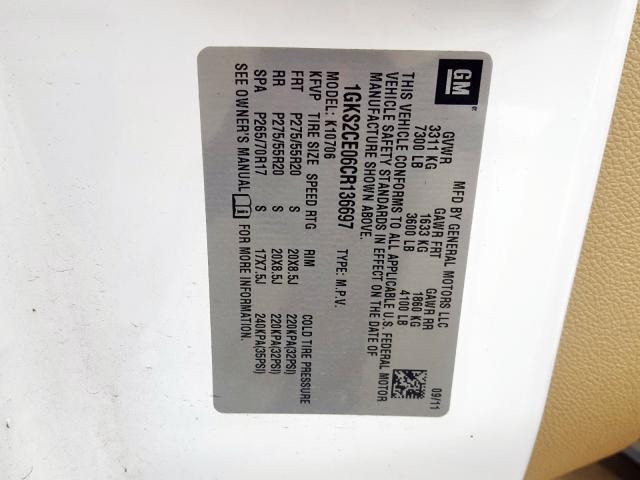 GM
MFD BY GENERAL MOTORS LLC
GVWR GAWR FRT GAWR RR
3311 KG 1633 KG 1860 KG
7300 LB 3600 LB 4100 LB
09/11
THIS VEHICLE CONFORMS TO ALL APPLICABLE U.S. FEDERAL MOTOR
VEHICLE SAFETY STANDARDS IN EFFECT ON THE DATE OF
MANUFACTURE SHOWN ABOVE.
1GKS2CE06CR136697 TYPE: M.P.V.
MODEL: K10706
KFVP TIRE SIZE SPEED RTG RIM COLD TIRE PRESSURE
FRT P275/55R20 S 20X8.5J 220KPA(32PSI)
RR P275/55R20 S 20X8.5J 220KPA(32PSI)
SPA P265/70R17 S 17X7.5J 240KPA(35PSI)
SEE OWNER'S MANUAL FOR MORE INFORMATION.